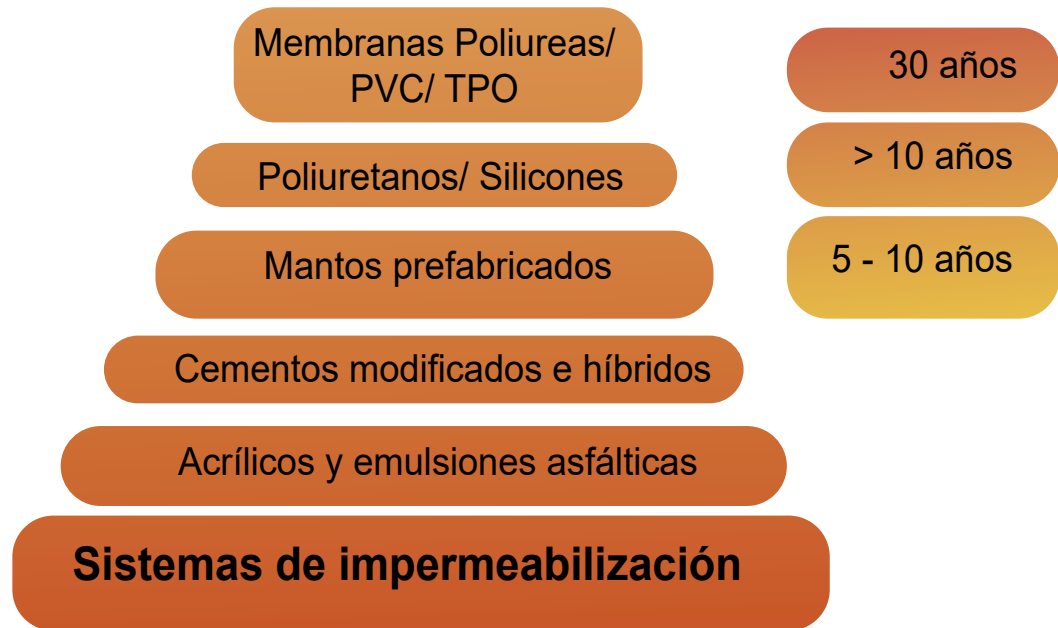 Membranas Poliureas/
PVC/ TPO
Poliuretanos/ Silicones
Mantos prefabricados
Cementos modificados e híbridos
Acrílicos y emulsiones asfálticas
Sistemas de impermeabilización
30 años
> 10 años
5 - 10 años